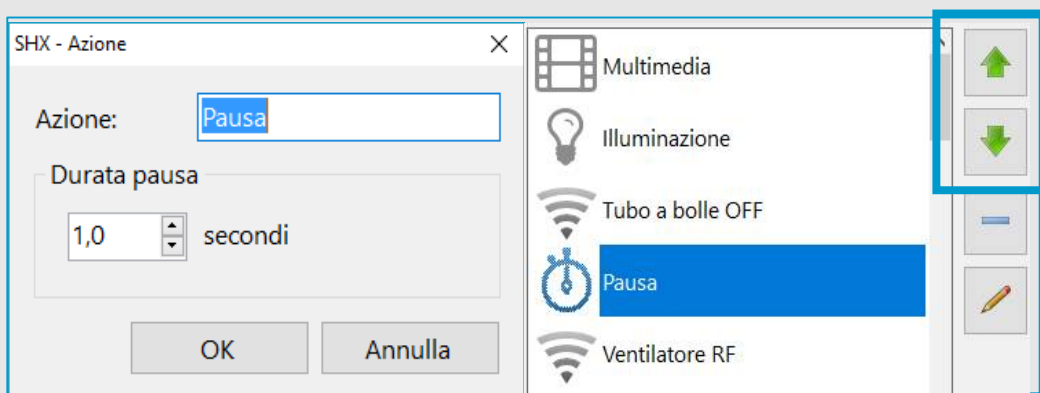 SHX - Azione
Azione:
Pausa
Durata pausa
1,0
secondi
OK
Annulla
Multimedia
Illuminazione
Tubo a bolle OFF
Pausa
Ventilatore RF